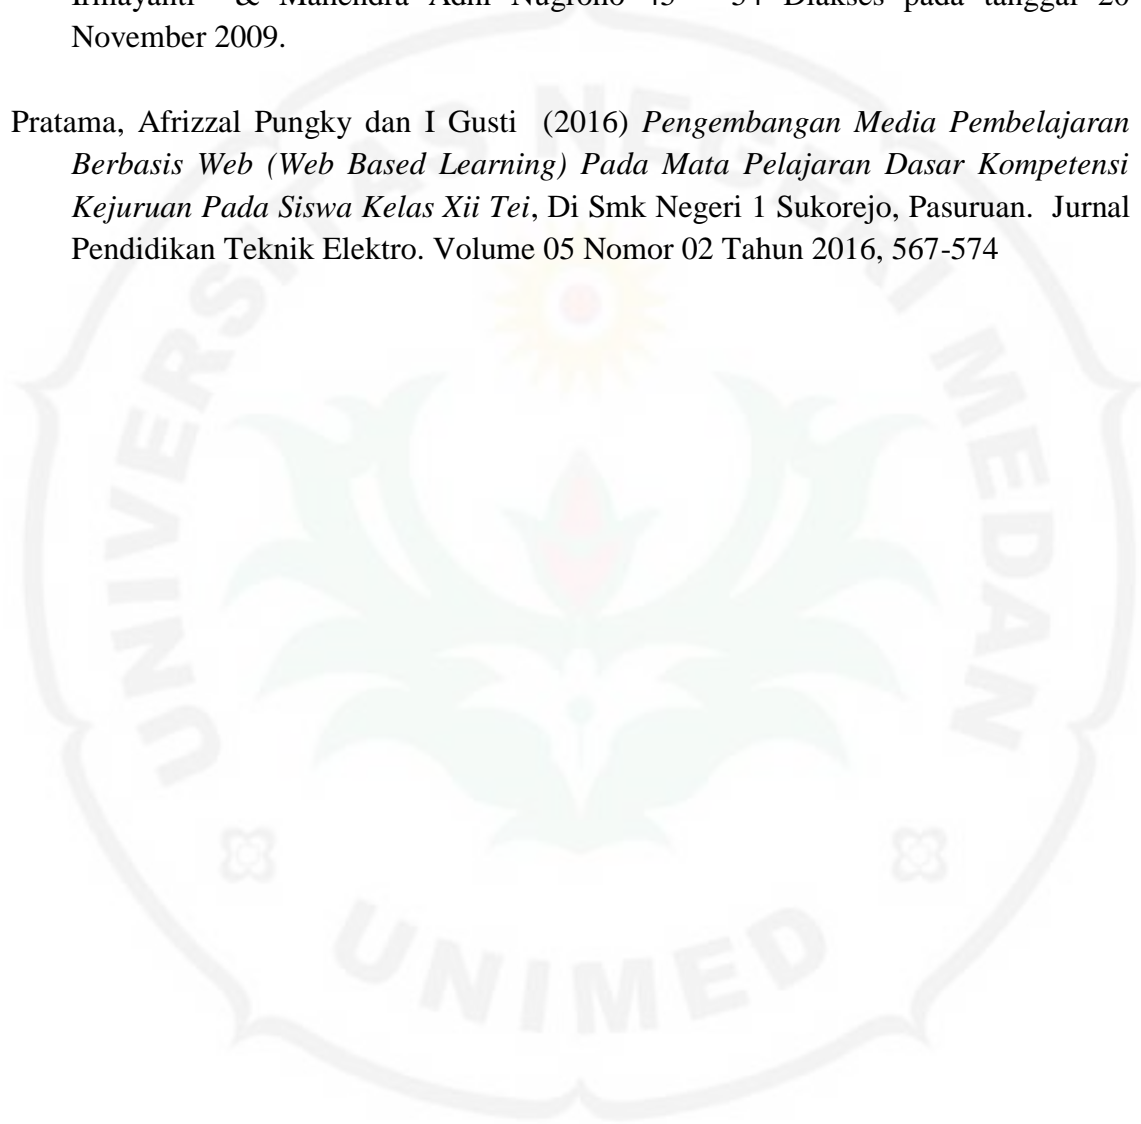 November 2009.
Pratama, Afrizzal Pungky dan I Gusti (2016) Pengembangan Media Pembelajaran
Berbasis Web (Web Based Learning) Pada Mata Pelajaran Dasar Kompetensi
Kejuruan Pada Siswa Kelas Xii Tei, Di Smk Negeri 1 Sukorejo, Pasuruan. Jurnal
Pendidikan Teknik Elektro. Volume 05 Nomor 02 Tahun 2016, 567-574
UNIVERSITAS NEGERI MEDAN
UNIMED